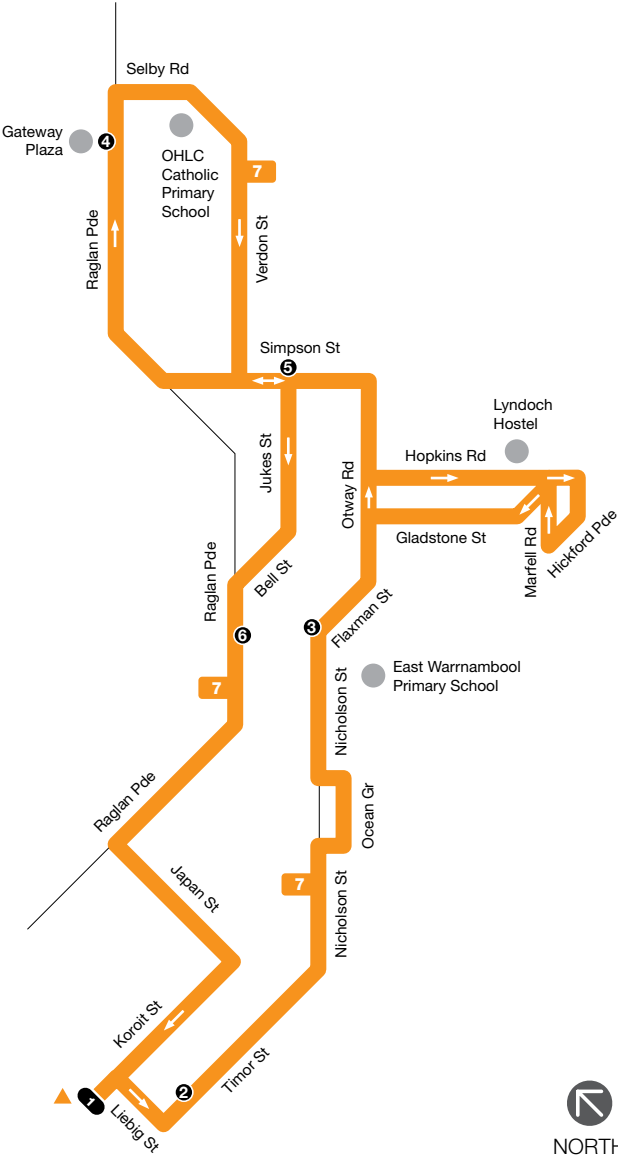 Selby Rd
Gateway
Plaza
4
OHLC
Catholic
Primary
School
7
Raglan Pde
Verdon St
Simpson St
5
Lyndoch
Hostel
Jukes St
Otway Rd
Hopkins Rd
Gladstone St
Marfell Rd
Hickford Pde
Raglan Pde
Bell St
6
3
Flaxman St
East Warrnambool
Primary School
7
Nicholson St
Raglan Pde
Ocean Gr
Japan St
7
Nicholson St
Koroit St
Timor St
1
2
Liebig St
NORTH